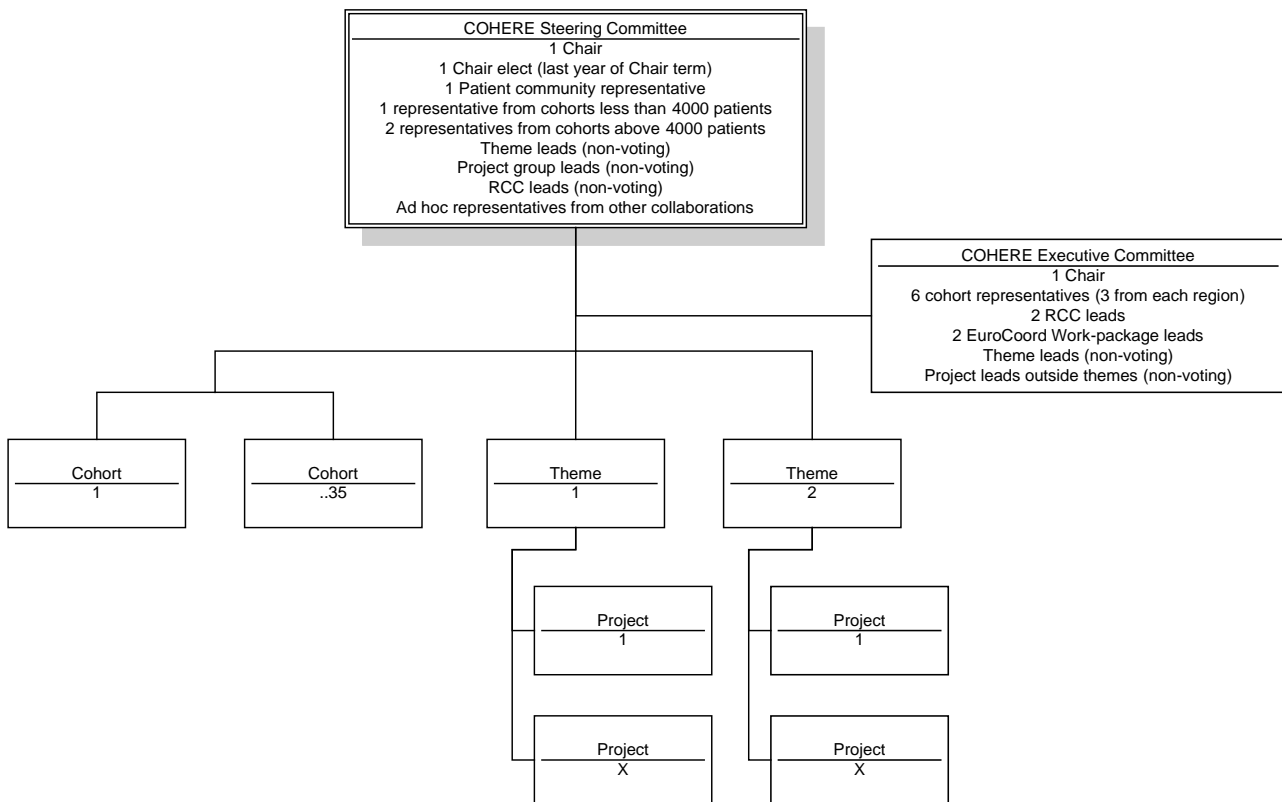 COHERE Steering Committee
1 Chair
1 Chair elect (last year of Chair term)
1 Patient community representative
1 representative from cohorts less than 4000 patients
2 representatives from cohorts above 4000 patients
Theme leads (non-voting)
Project group leads (non-voting)
RCC leads (non-voting)
Ad hoc representatives from other collaborations
COHERE Executive Committee
1 Chair
6 cohort representatives (3 from each region)
2 RCC leads
2 EuroCoord Work-package leads
Theme leads (non-voting)
Project leads outside themes (non-voting)
Cohort
1
Cohort
..35
Theme
1
Theme
2
Project
1
Project
1
Project
X
Project
X